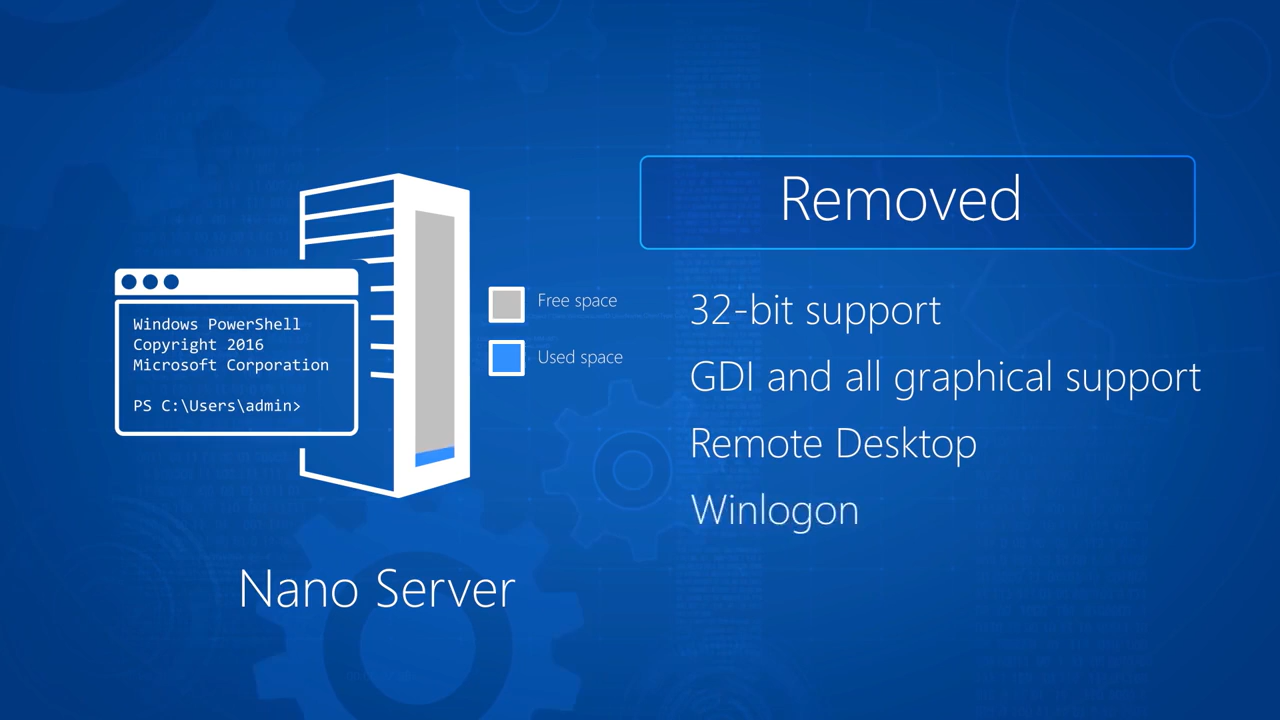 Removed
Windows PowerShell
Copyright 2016
Microsoft Corporation
PS C:\Users\admin>
Free space
Used space
32-bit support
GDI and all graphical support
Remote Desktop
Winlogon
Nano Server